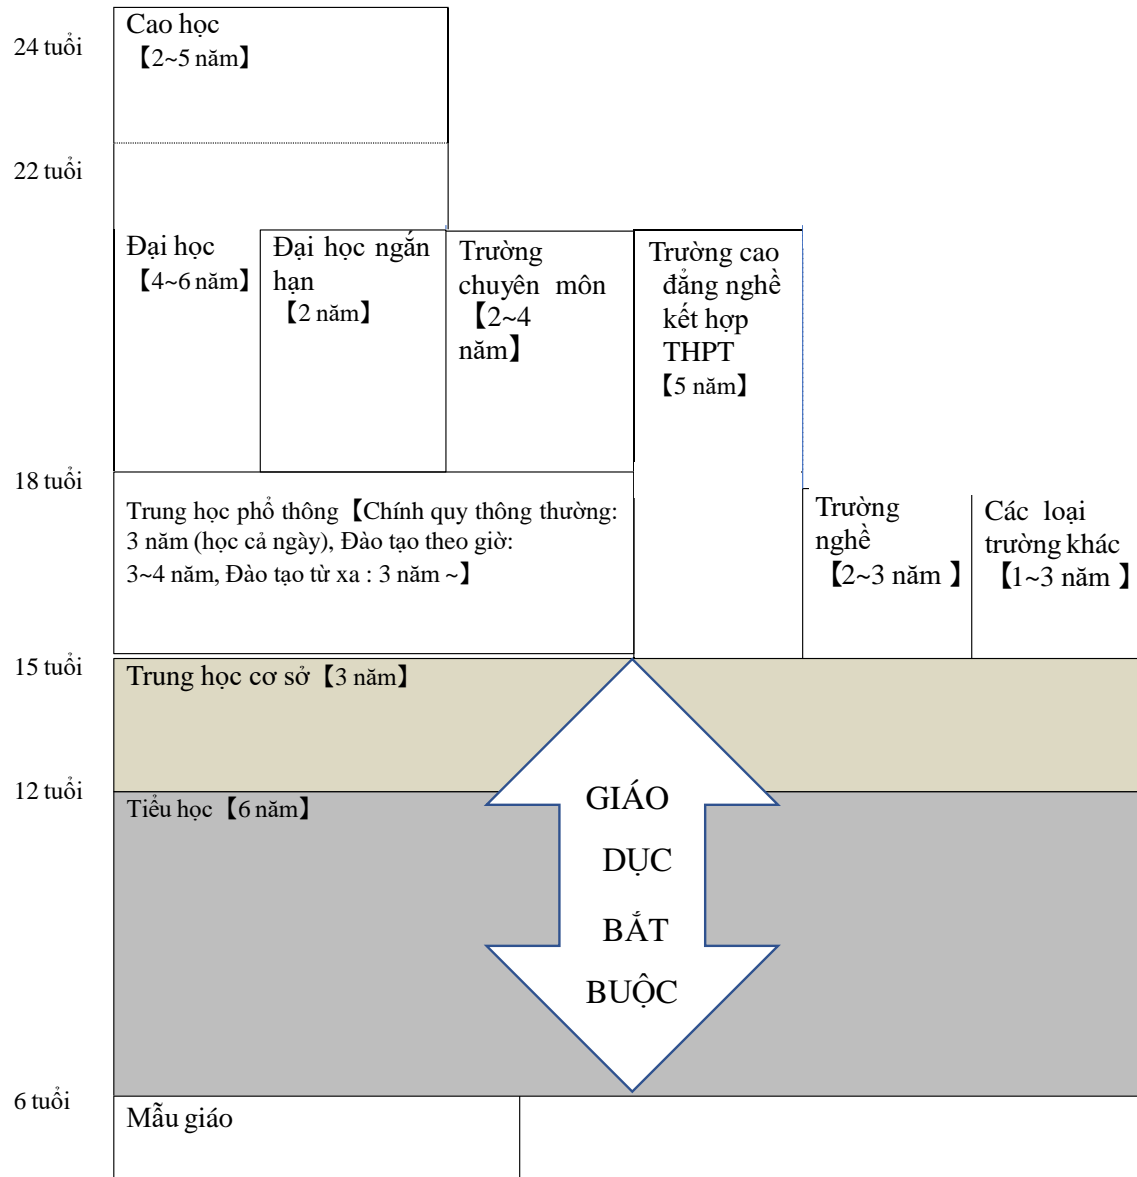 24 tuổi
Cao học
【2~5 năm】
22 tuổi
Đại học
【4~6 năm】
Đại học ngắn
hạn
【2 năm】
Trường
chuyên môn
【2~4
năm】
Trường cao
đẳng nghề
kết hợp
THPT
【5 năm】
18 tuổi
Trung học phổ thông【Chính quy thông thường:
3 năm (học cả ngày), Đào tạo theo giờ:
3~4 năm, Đào tạo từ xa : 3 năm ~】
Trường
nghề
【2~3 năm 】
Các loại
trường khác
【1~3 năm 】
15 tuổi
Trung học cơ sở【3 năm】
12 tuổi
Tiểu học【6 năm】
GIÁO
DỤC
BẮT
BUỘC
6 tuổi
Mẫu giáo